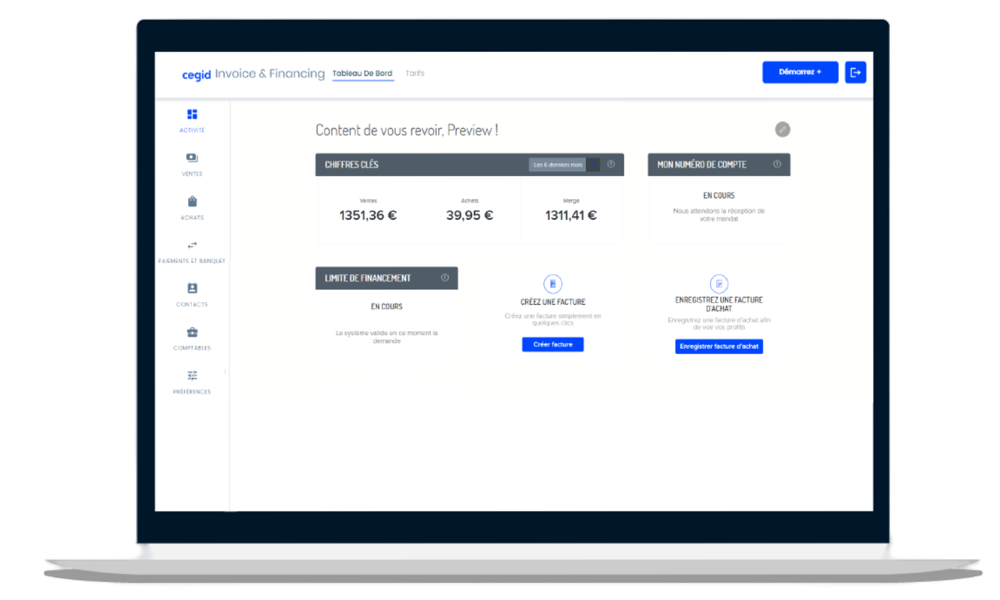 cegid Invoice & Financing Tableau De Bord Tarifs Démarrez +
ACTIVITÉ
VENTES
ACHATS
PAIEMENTS ET BANQUES
CONTACTS
COMPTABLES
PRÉFÉRENCES
Content de vous revoir, Preview !
CHIFFRES CLÉS Les 6 derniers mois
Ventes Achats Marge
1351,36 € 39,95 € 1311,41 €
MON NUMÉRO DE COMPTE
EN COURS
Nous attendons la réception de
votre mandat
LIMITE DE FINANCEMENT
EN COURS
Le système valide en ce moment la
demande
CRÉEZ UNE FACTURE
Créez une facture simplement en
quelques clics
Créer facture
ENREGISTREZ UNE FACTURE
D'ACHAT
Enregistrez une facture d'achat afin
de voir vos profits
Enregistrer facture d'achat